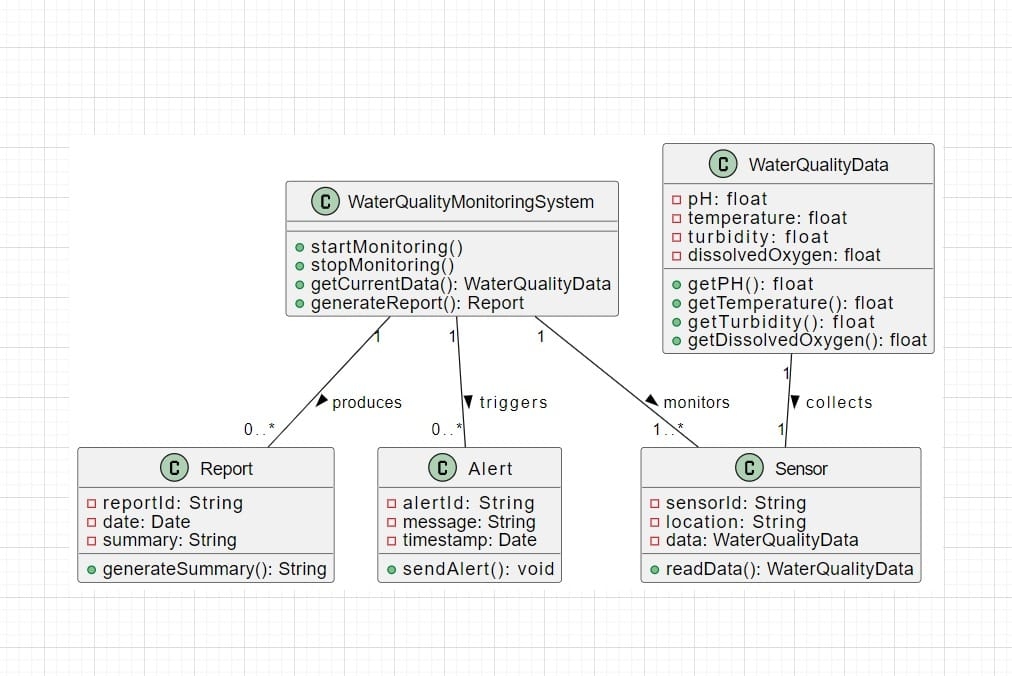 C WaterQualityData
pH: float
temperature: float
turbidity: float
dissolvedOxygen: float
getPH(): float
getTemperature(): float
getTurbidity(): float
getDissolvedOxygen(): float
C WaterQualityMonitoringSystem
startMonitoring()
stopMonitoring()
getCurrentData(): WaterQualityData
generateReport(): Report
1
1
1
1
produces
triggers
monitors
collects
0..*
0..*
1..*
1
C Report
reportId: String
date: Date
summary: String
generateSummary(): String
C Alert
alertId: String
message: String
timestamp: Date
sendAlert(): void
C Sensor
sensorId: String
location: String
data: WaterQualityData
readData(): WaterQualityData